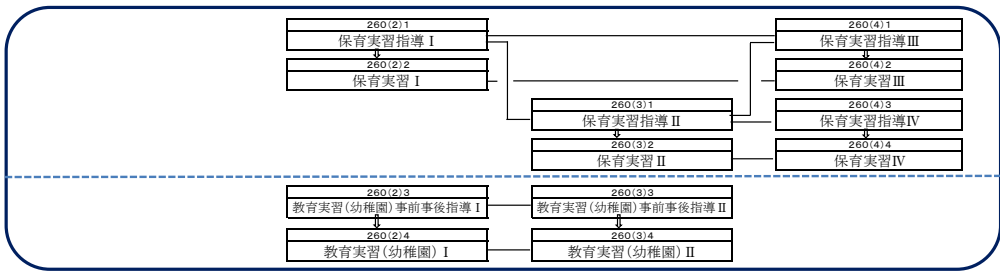 260(2)1
保育実習指導Ⅰ
260(2)2
保育実習Ⅰ
260(3)1
保育実習指導Ⅱ
260(3)2
保育実習Ⅱ
260(4)1
保育実習指導Ⅲ
260(4)2
保育実習Ⅲ
260(4)3
保育実習指導Ⅳ
260(4)4
保育実習Ⅳ
260(2)3
教育実習(幼稚園)事前事後指導Ⅰ
260(2)4
教育実習(幼稚園)Ⅰ
260(3)3
教育実習(幼稚園)事前事後指導Ⅱ
260(3)4
教育実習(幼稚園)Ⅱ